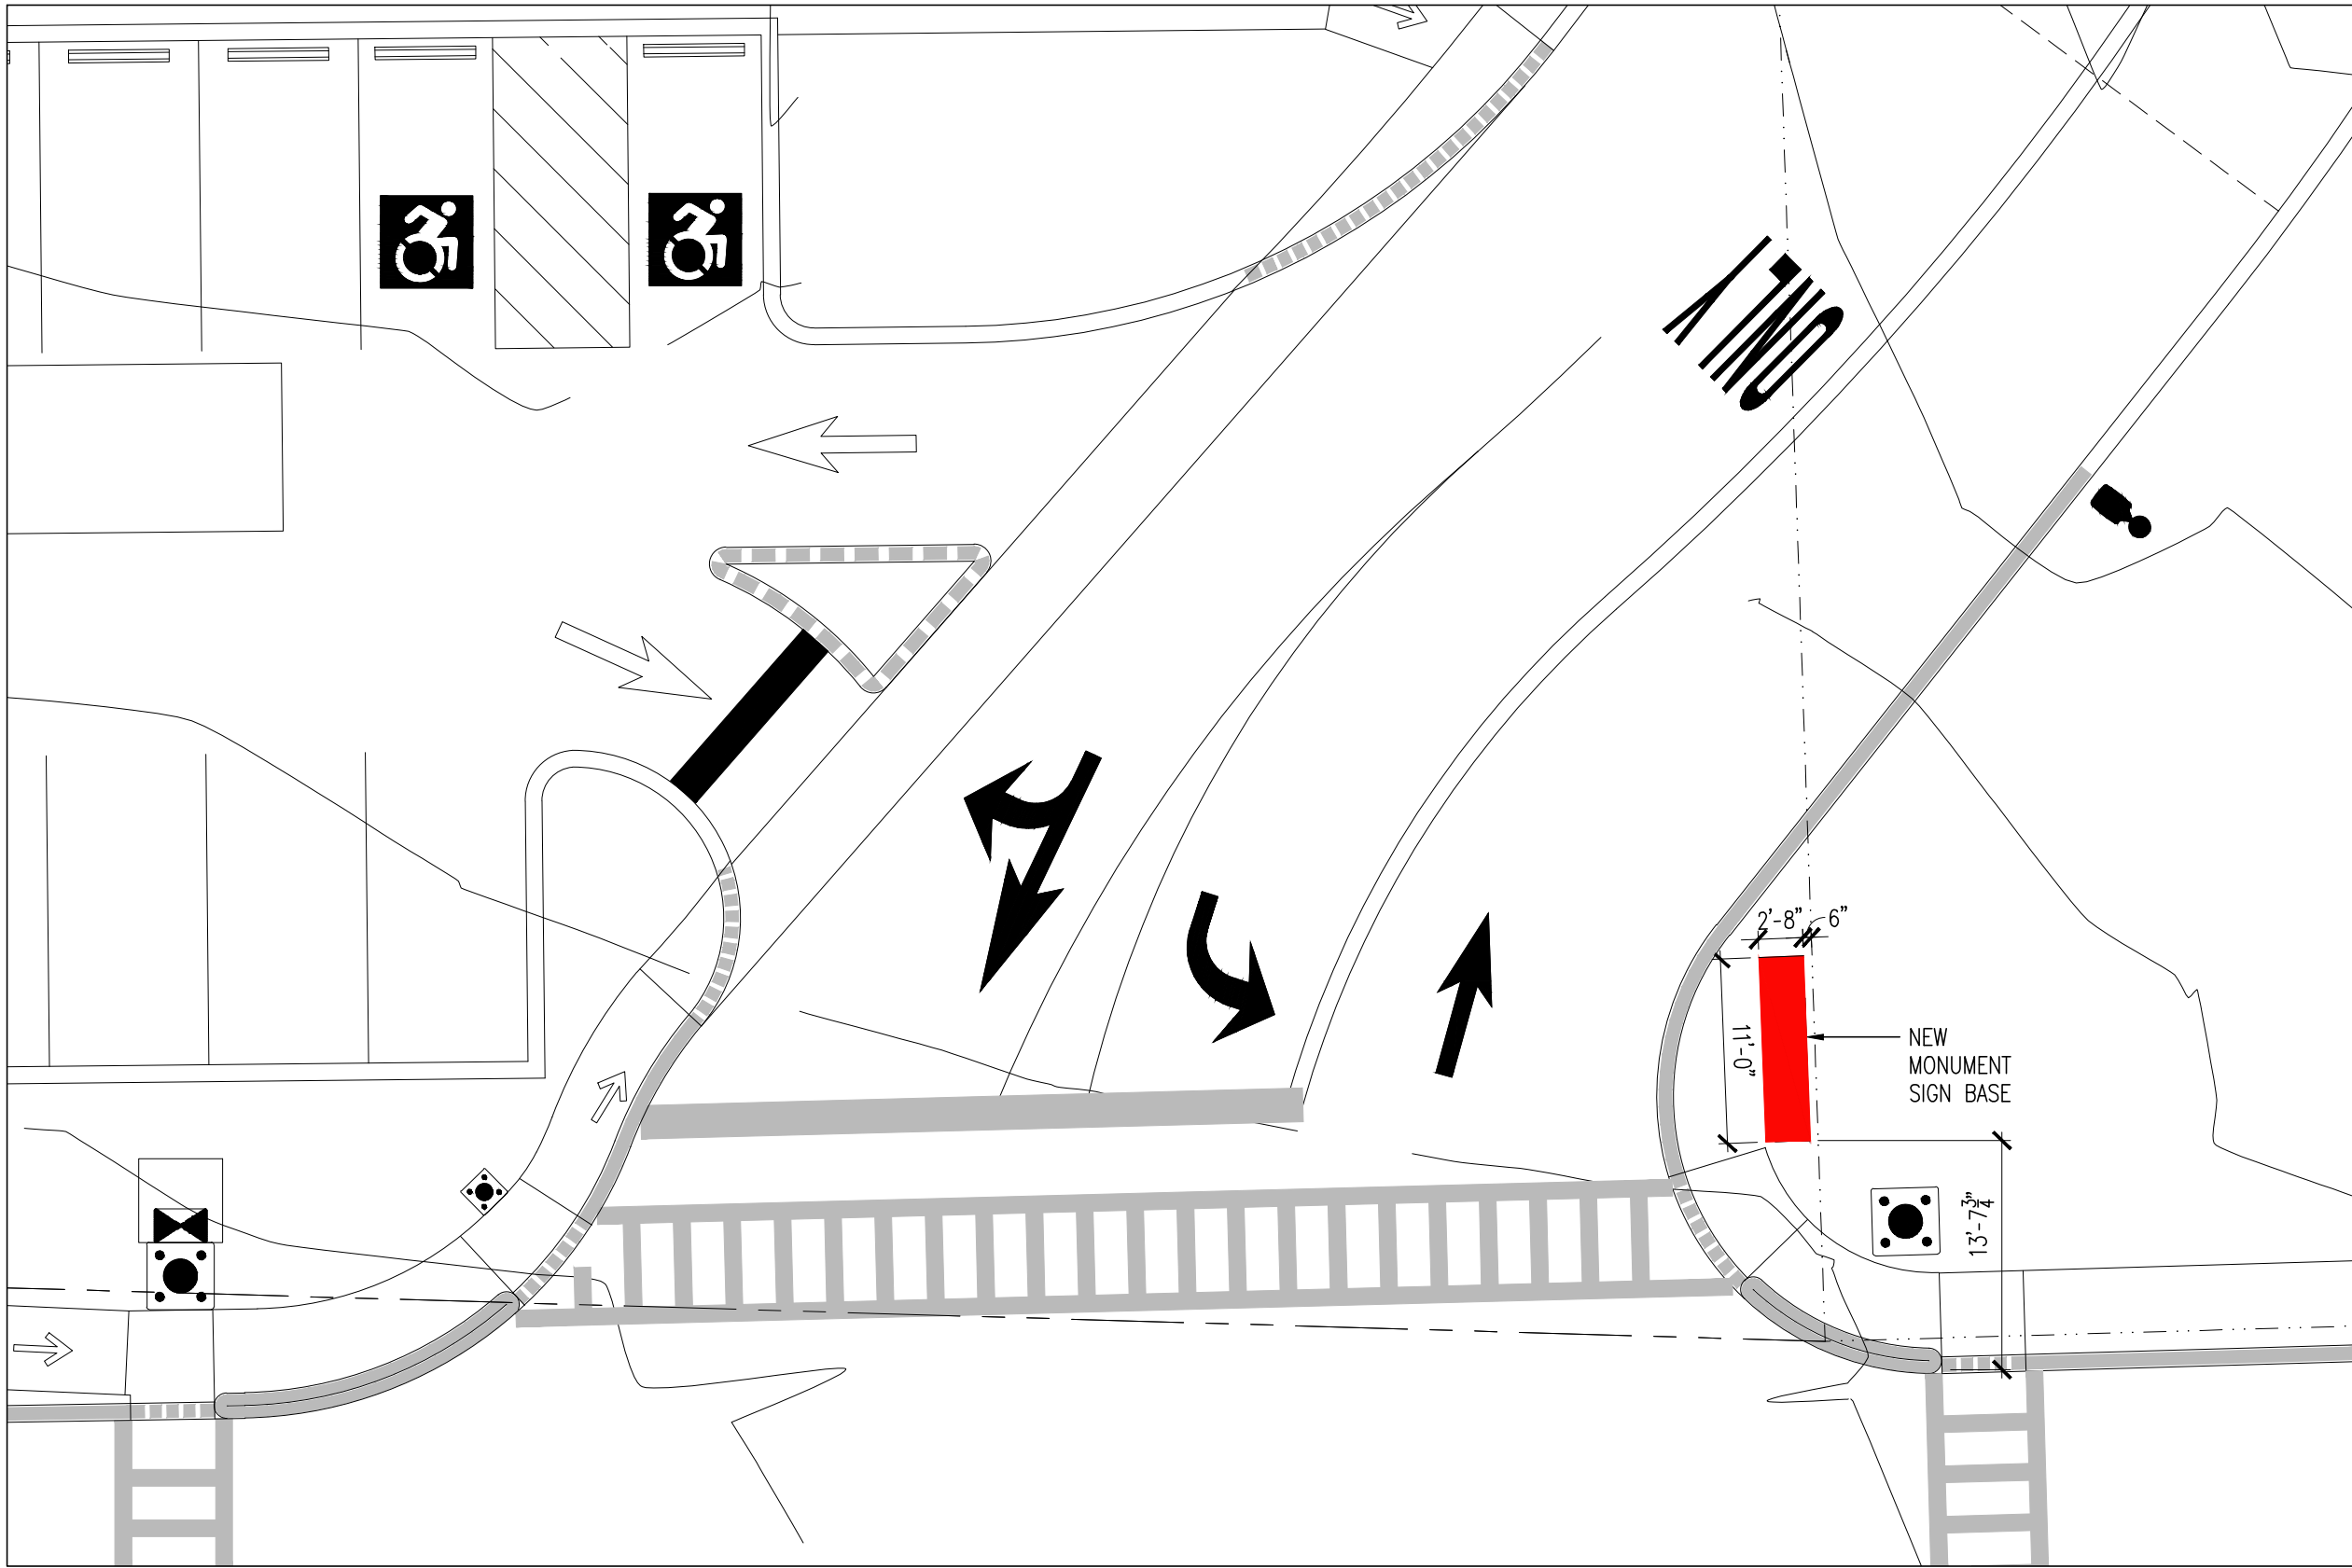 ONLY
2'-8" 6"
11'-0"
NEW
MONUMENT
SIGN BASE
13'-7¾"